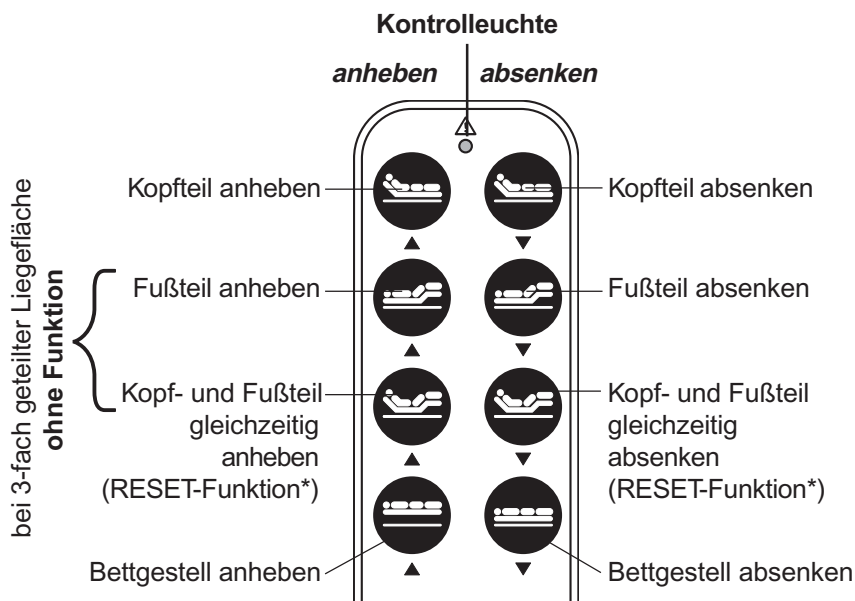 Kontrolleuchte
anheben absenken
Kopfteil anheben
Kopfteil absenken
bei 3-fach geteilter Liegefläche
ohne Funktion
Fußteil anheben
Fußteil absenken
Kopf- und Fußteil
gleichzeitig
anheben
(RESET-Funktion*)
Kopf- und Fußteil
gleichzeitig
absenken
(RESET-Funktion*)
Bettgestell anheben
Bettgestell absenken